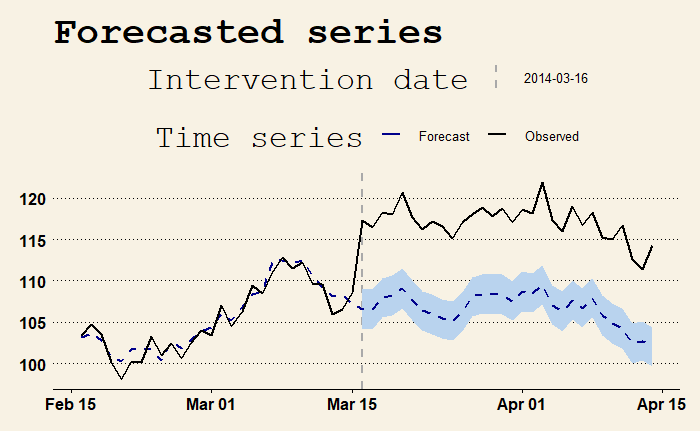 Forecasted series
Intervention date 2014-03-16
Time series Forecast Observed
120
115
110
105
100
Feb 15 Mar 01 Mar 15 Apr 01 Apr 15